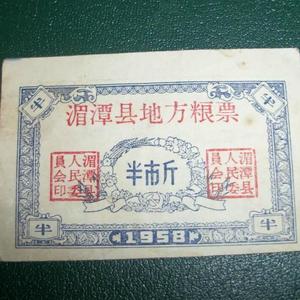 半 半
湄潭县地方粮票
湄潭县
人民委
員会印
半市斤
湄潭县
人民委
員会印
半 半
1958